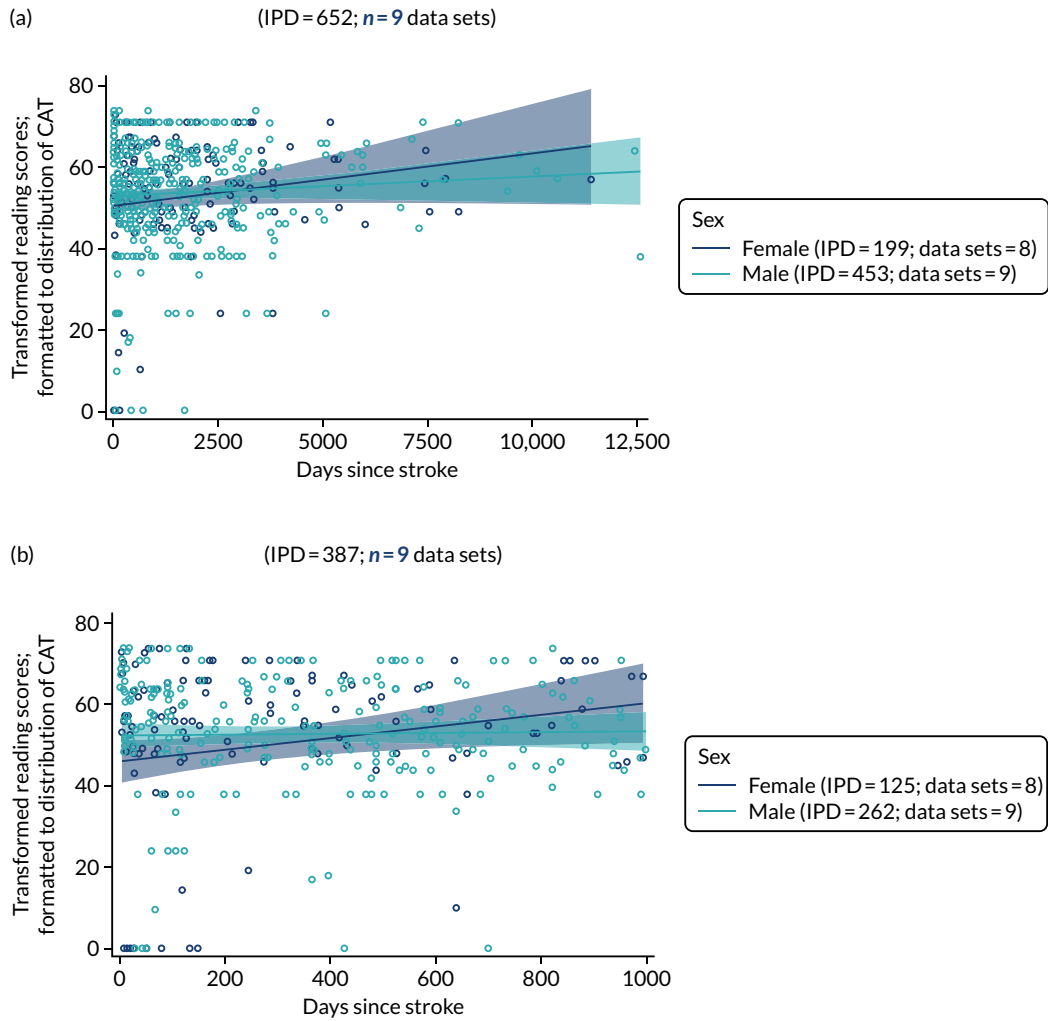 (a)
(IPD = 652; n = 9 data sets)
Transformed reading scores;
formatted to distribution of CAT
80
60
40
20
0
0 2500 5000 7500 10,000 12,500
Days since stroke
Sex
Female (IPD = 199; data sets = 8)
Male (IPD = 453; data sets = 9)
(b)
(IPD = 387; n = 9 data sets)
Transformed reading scores;
formatted to distribution of CAT
80
60
40
20
0
0 200 400 600 800 1000
Days since stroke
Sex
Female (IPD = 125; data sets = 8)
Male (IPD = 262; data sets = 9)